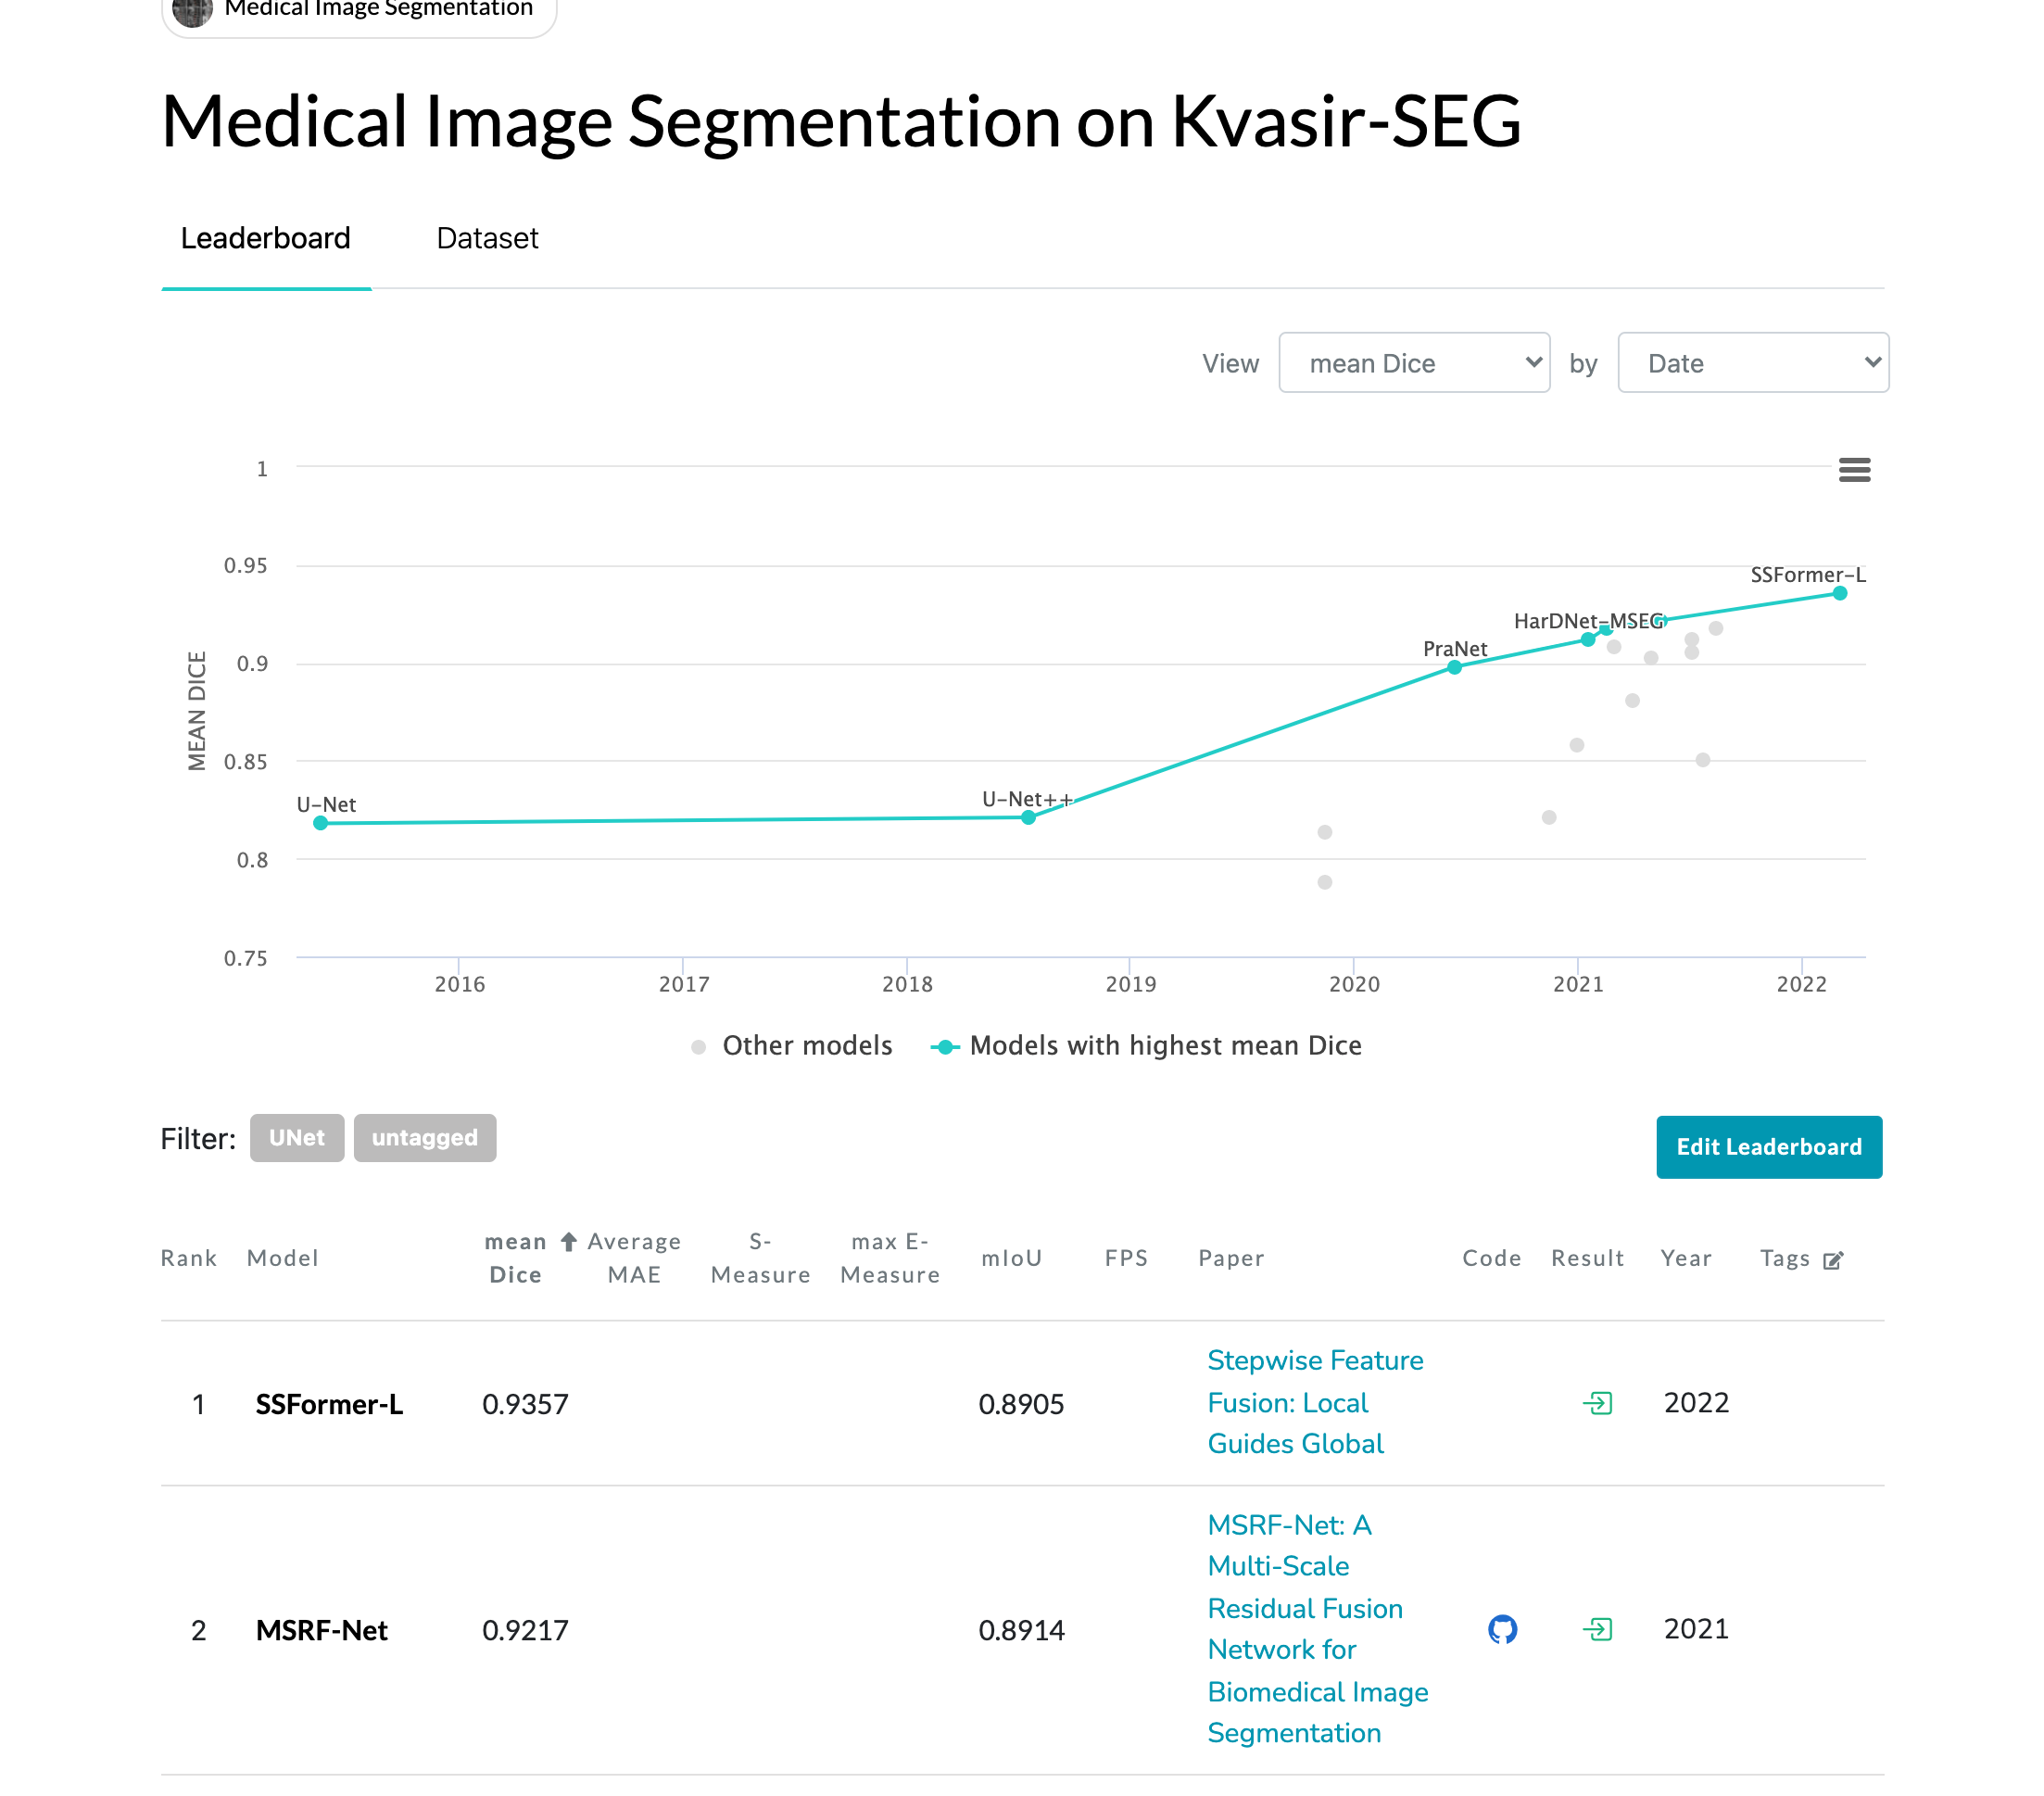 Medical Image Segmentation
Medical Image Segmentation on Kvasir-SEG
Leaderboard
Dataset
View
mean Dice
by
Date
1
0.95
0.9
0.85
0.8
0.75
MEAN DICE
U-Net
U-Net++
PraNet
HarDNet-MSEG
SSFormer-L
2016
2017
2018
2019
2020
2021
2022
Other models
Models with highest mean Dice
Filter:
UNet
untagged
Edit Leaderboard
Rank
Model
mean
Dice
Average
MAE
S-
Measure
max E-
Measure
mIoU
FPS
Paper
Code
Result
Year
Tags
1
SSFormer-L
0.9357
0.8905
Stepwise Feature
Fusion: Local
Guides Global
2022
2
MSRF-Net
0.9217
0.8914
MSRF-Net: A
Multi-Scale
Residual Fusion
Network for
Biomedical Image
Segmentation
2021